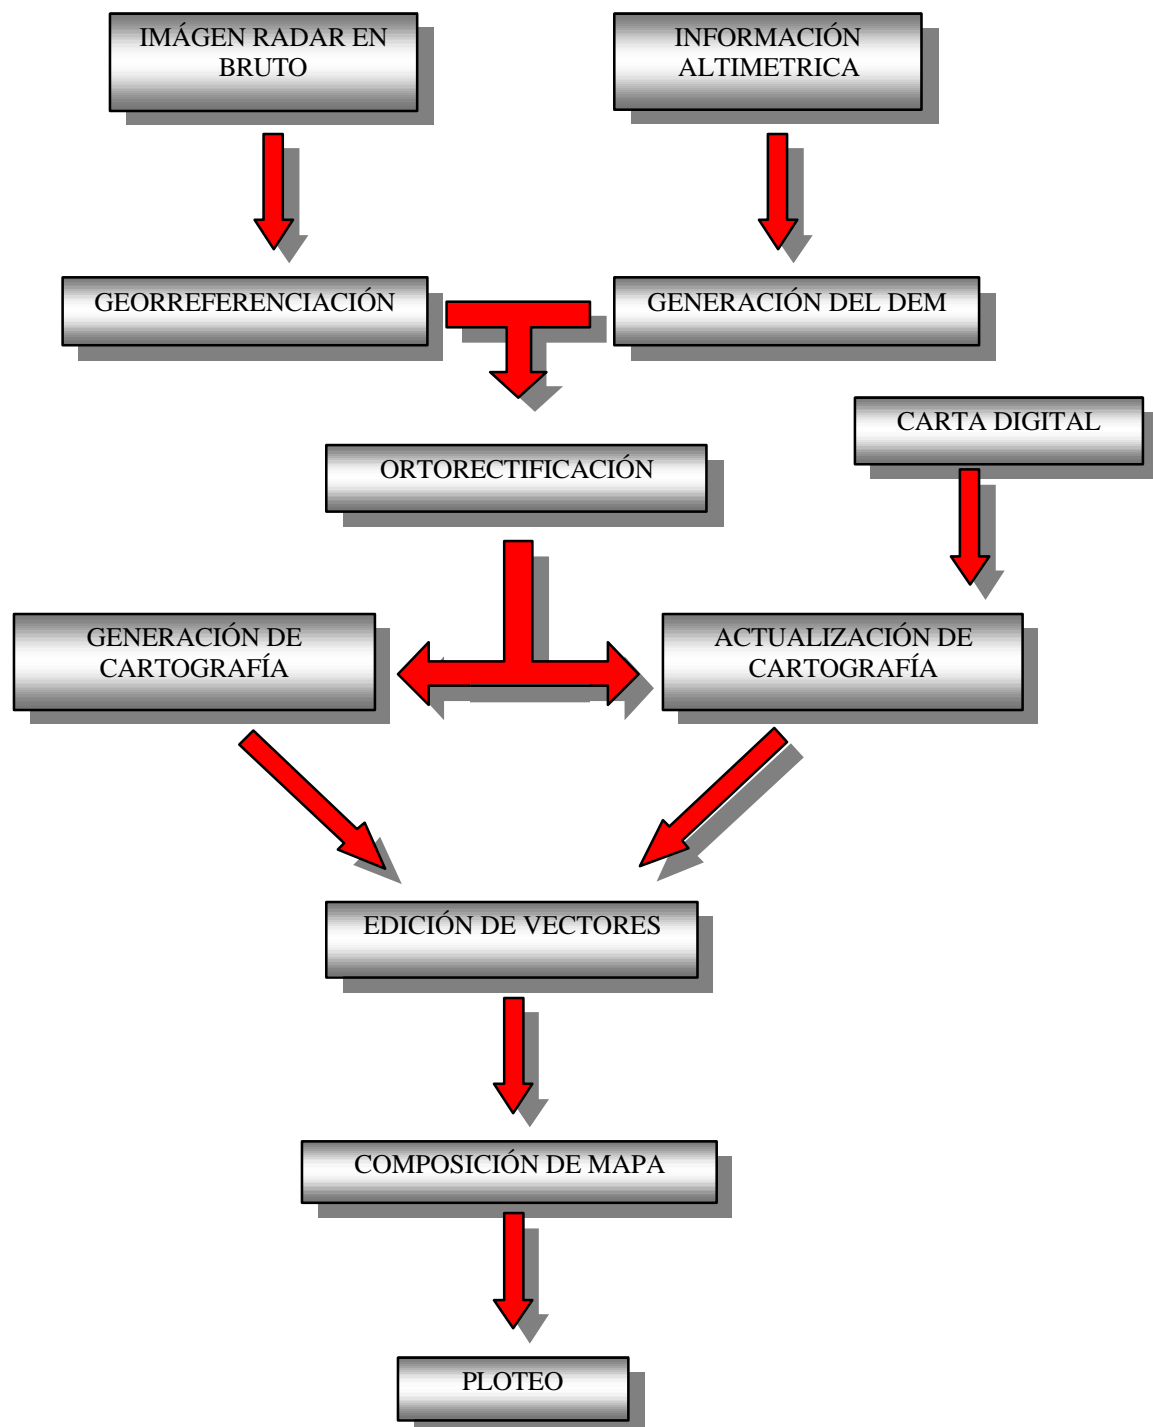 IMÁGEN RADAR EN
BRUTO
INFORMACIÓN
ALTIMETRICA
GEORREFERENCIACIÓN
GENERACIÓN DEL DEM
CARTA DIGITAL
ORTORECTIFICACIÓN
GENERACIÓN DE
CARTOGRAFÍA
ACTUALIZACIÓN DE
CARTOGRAFÍA
EDICIÓN DE VECTORES
COMPOSICIÓN DE MAPA
PLOTEO